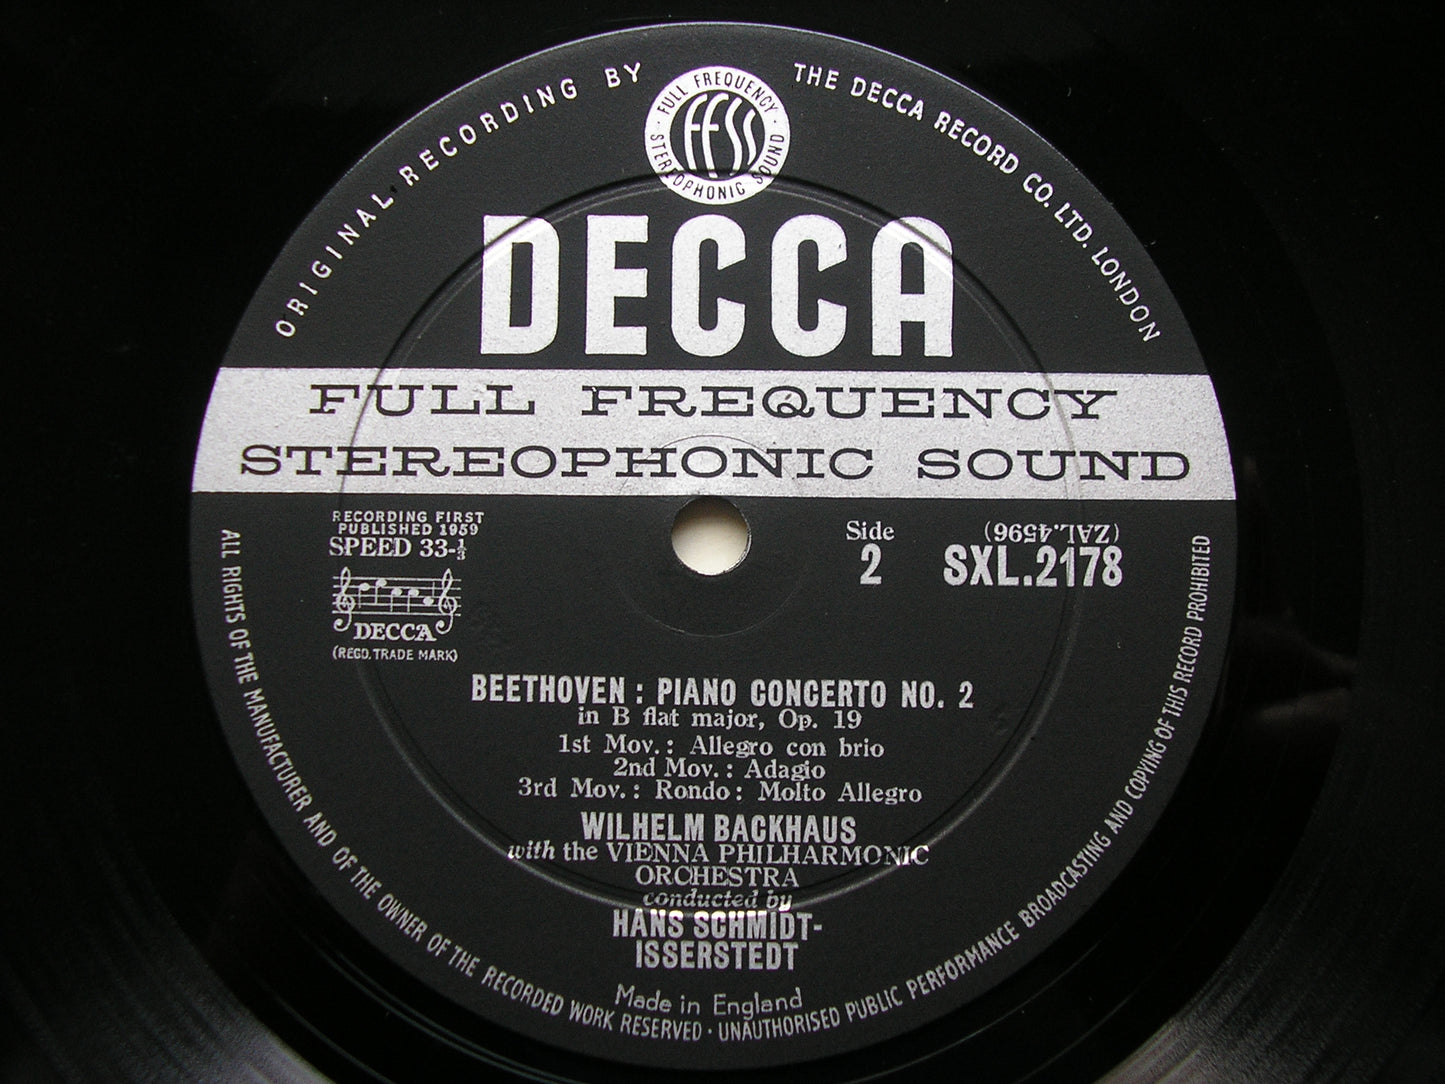 ORIGINAL RECORDING BY
THE DECCA RECORD CO. LTD. LONDON
FULL FREQUENCY
FFSS
STEREOPHONIC SOUND
DECCA
FULL FREQUENCY
STEREOPHONIC SOUND
RECORDING FIRST
PUBLISHED 1959
SPEED 33-1/3
DECCA
(REGD. TRADE MARK)
Side
2
(ZAL.4596)
SXL.2178
BEETHOVEN : PIANO CONCERTO NO. 2
in B flat major, Op. 19
1st Mov.: Allegro con brio
2nd Mov.: Adagio
3rd Mov.: Rondo: Molto Allegro
WILHELM BACKHAUS
with the VIENNA PHILHARMONIC
ORCHESTRA
conducted by
HANS SCHMIDT-
ISSERSTEDT
Made in England
ALL RIGHTS OF THE MANUFACTURER AND OF THE OWNER OF THE RECORDED WORK RESERVED · UNAUTHORISED PUBLIC PERFORMANCE BROADCASTING AND COPYING OF THIS RECORD PROHIBITED